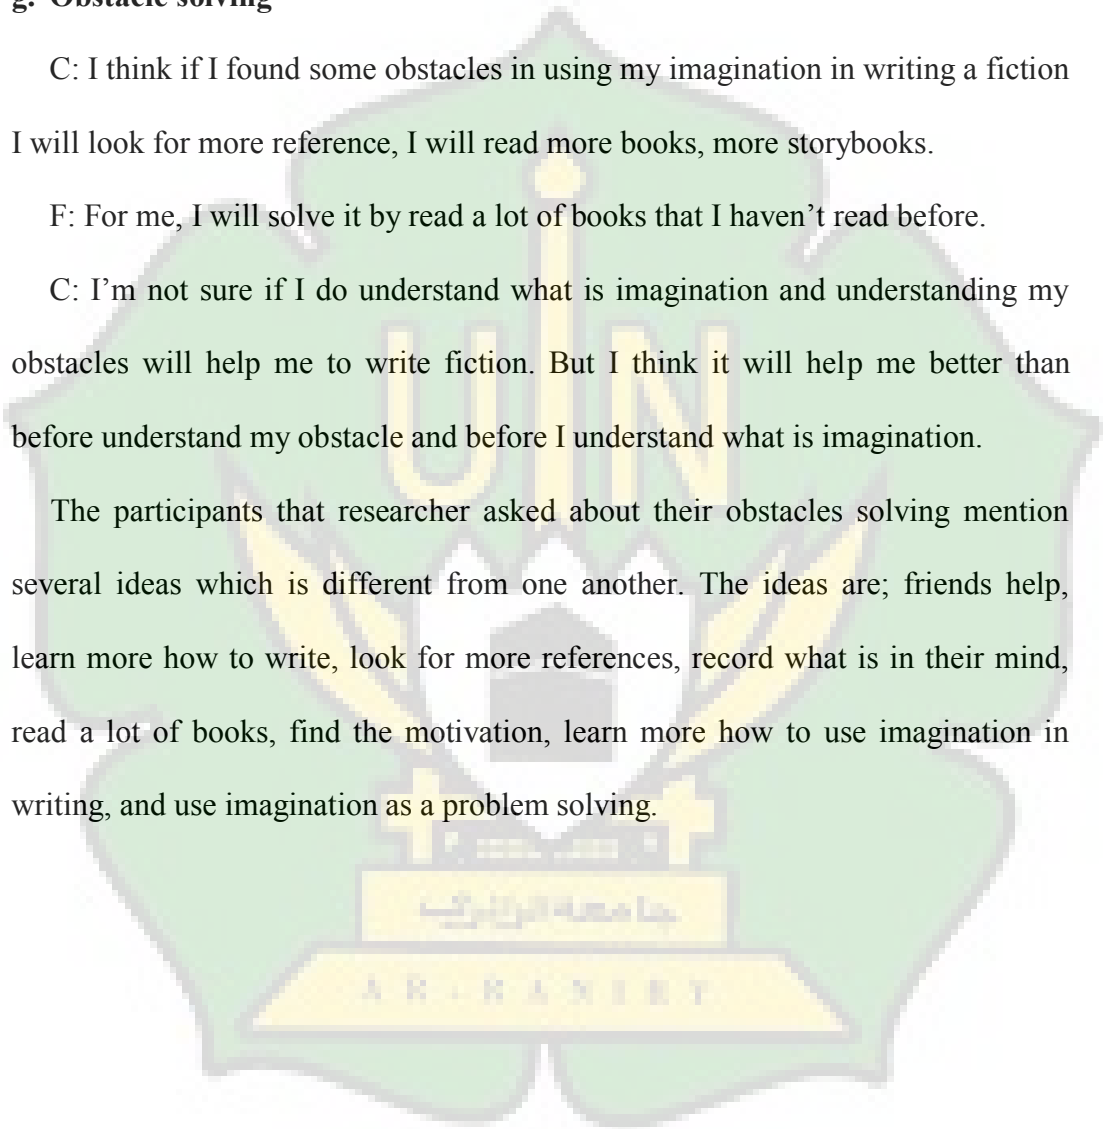 g. Obstacle solving
C: I think if I found some obstacles in using my imagination in writing a fiction
I will look for more reference, I will read more books, more storybooks.
F: For me, I will solve it by read a lot of books that I haven’t read before.
C: I’m not sure if I do understand what is imagination and understanding my
obstacles will help me to write fiction. But I think it will help me better than
before understand my obstacle and before I understand what is imagination.
The participants that researcher asked about their obstacles solving mention
several ideas which is different from one another. The ideas are; friends help,
learn more how to write, look for more references, record what is in their mind,
read a lot of books, find the motivation, learn more how to use imagination in
writing, and use imagination as a problem solving.
UIN
جامعة الرانيري
AR-RANIRY